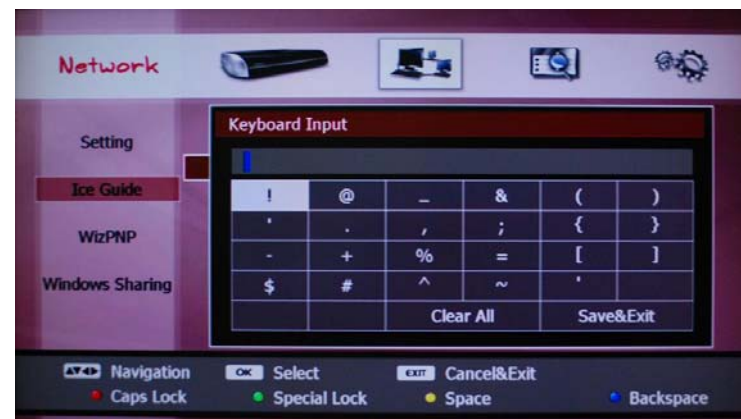 Network
Setting
Ice Guide
WizPNP
Windows Sharing
Keyboard Input
! @ _ & ( )
' . , ; { }
- + % = [ ]
$ # ^ ~ '
Clear All Save&Exit
Navigation OK Select EXIT Cancel&Exit
Caps Lock Special Lock Space Backspace